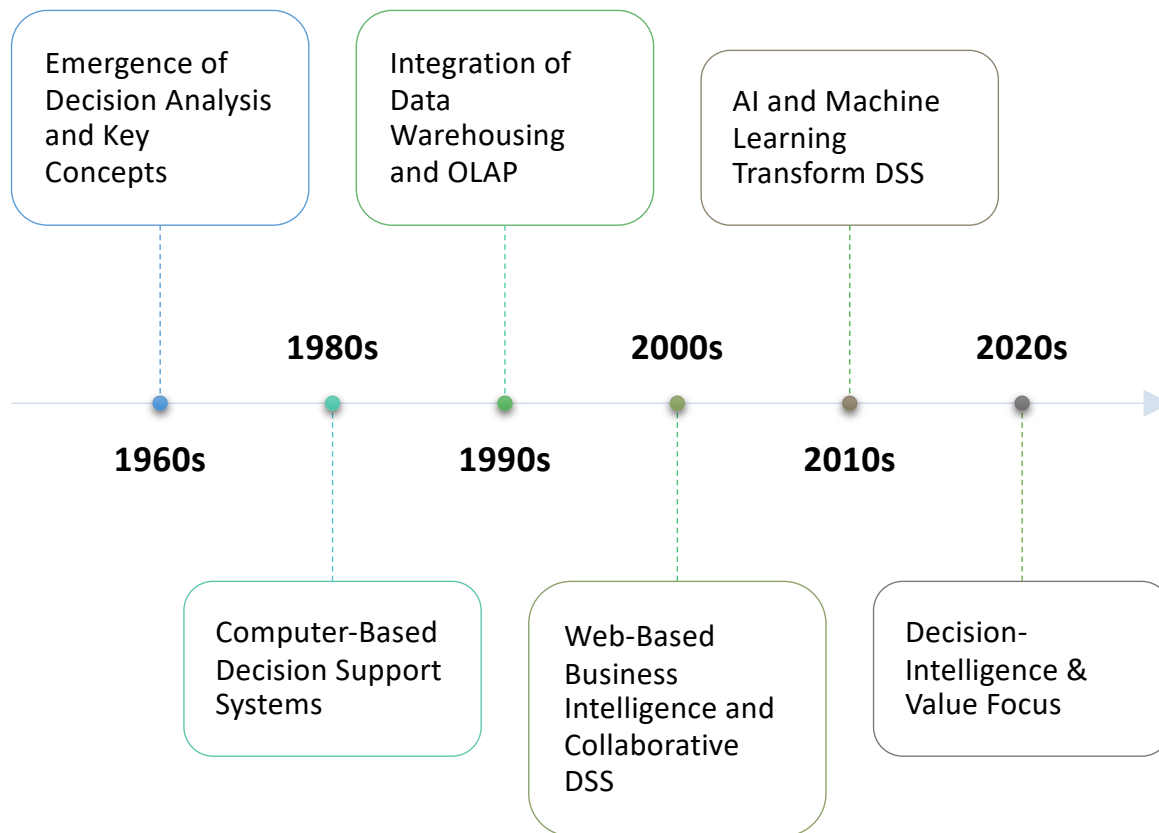 Emergence of
Decision Analysis
and Key
Concepts
Integration of
Data
Warehousing
and OLAP
AI and Machine
Learning
Transform DSS
1980s
2000s
2020s
1960s
1990s
2010s
Computer-Based
Decision Support
Systems
Web-Based
Business
Intelligence and
Collaborative
DSS
Decision-
Intelligence &
Value Focus